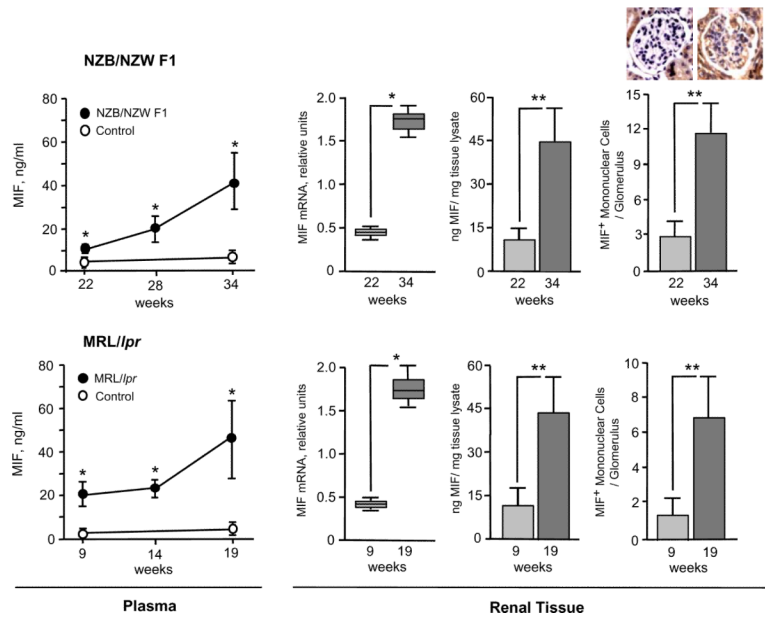 NZB/NZW F1
MIF, ng/ml
80
60
40
20
0
NZB/NZW F1
Control
*
*
*
22
28
34
weeks
MIF mRNA, relative units
2.0
1.5
1.0
0.5
0
*
22
34
weeks
ng MIF/ mg tissue lysate
60
45
30
15
0
**
22
34
weeks
MIF+ Mononuclear Cells
/ Glomerulus
15
12
9
6
3
0
**
22
34
weeks
MRL/lpr
MIF, ng/ml
80
60
80
40
20
0
MRL/lpr
Control
*
*
*
9
14
19
weeks
MIF mRNA, relative units
2.0
1.5
1.0
0.5
0
*
9
19
weeks
ng MIF/ mg tissue lysate
60
45
30
15
0
**
9
19
weeks
MIF+ Mononuclear Cells
/ Glomerulus
10
8
6
4
2
0
**
9
19
weeks
Plasma
Renal Tissue